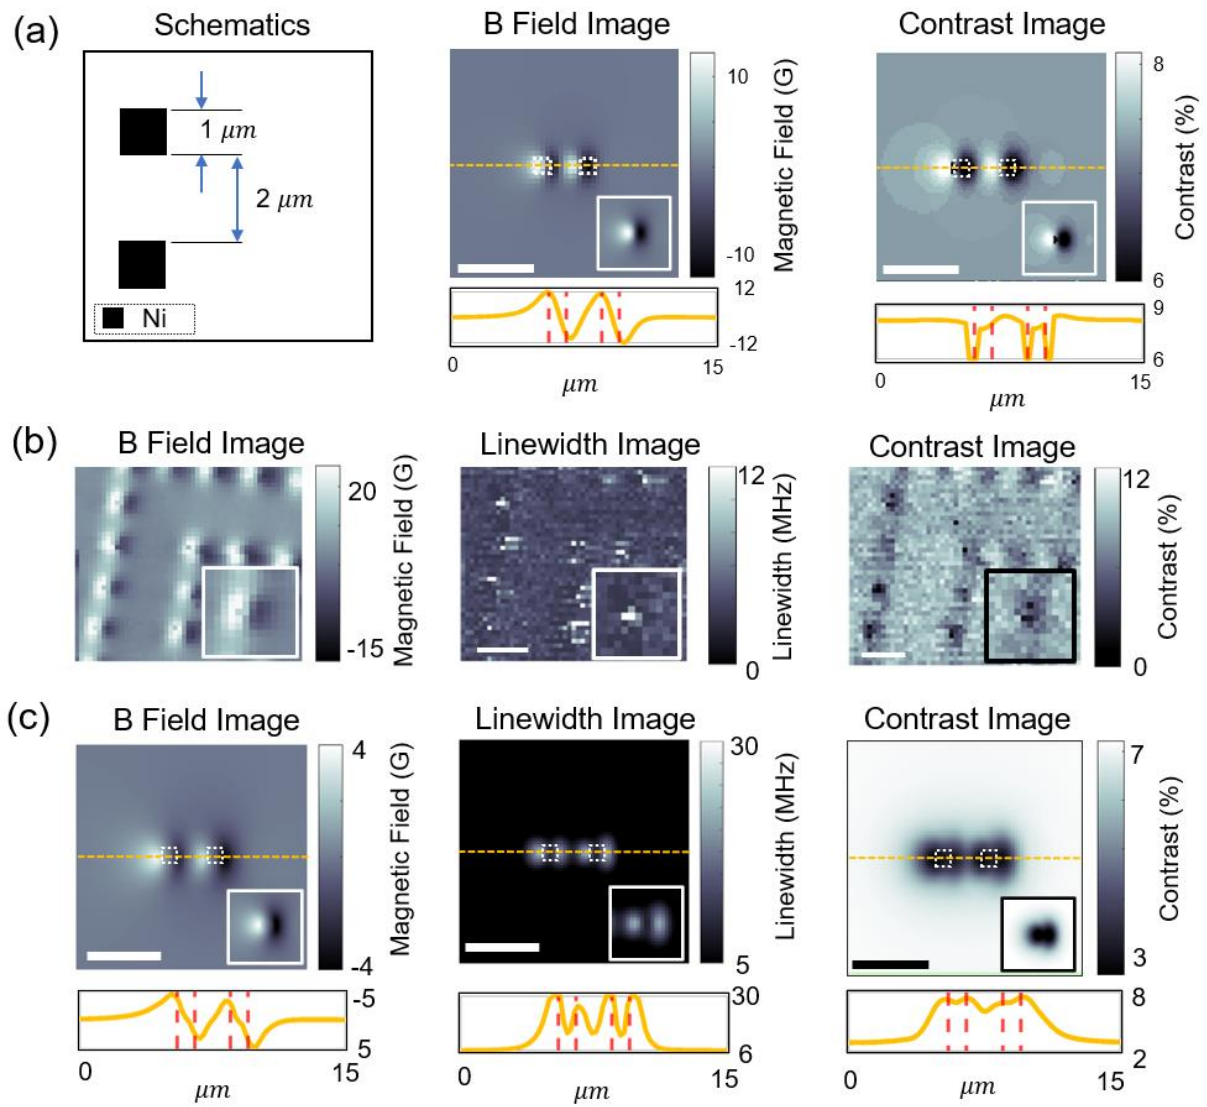 (a)
Schematics
1 μm
2 μm
Ni
B Field Image
10
-10
Magnetic Field (G)
12
-12
0
15
μm
Contrast Image
8
6
Contrast (%)
9
6
0
15
μm
(b)
B Field Image
20
-15
Magnetic Field (G)
Linewidth Image
12
0
Linewidth (MHz)
Contrast Image
12
0
Contrast (%)
(c)
B Field Image
4
-4
Magnetic Field (G)
-5
5
0
15
μm
Linewidth Image
30
5
Linewidth (MHz)
30
6
0
15
μm
Contrast Image
7
3
Contrast (%)
8
2
0
15
μm